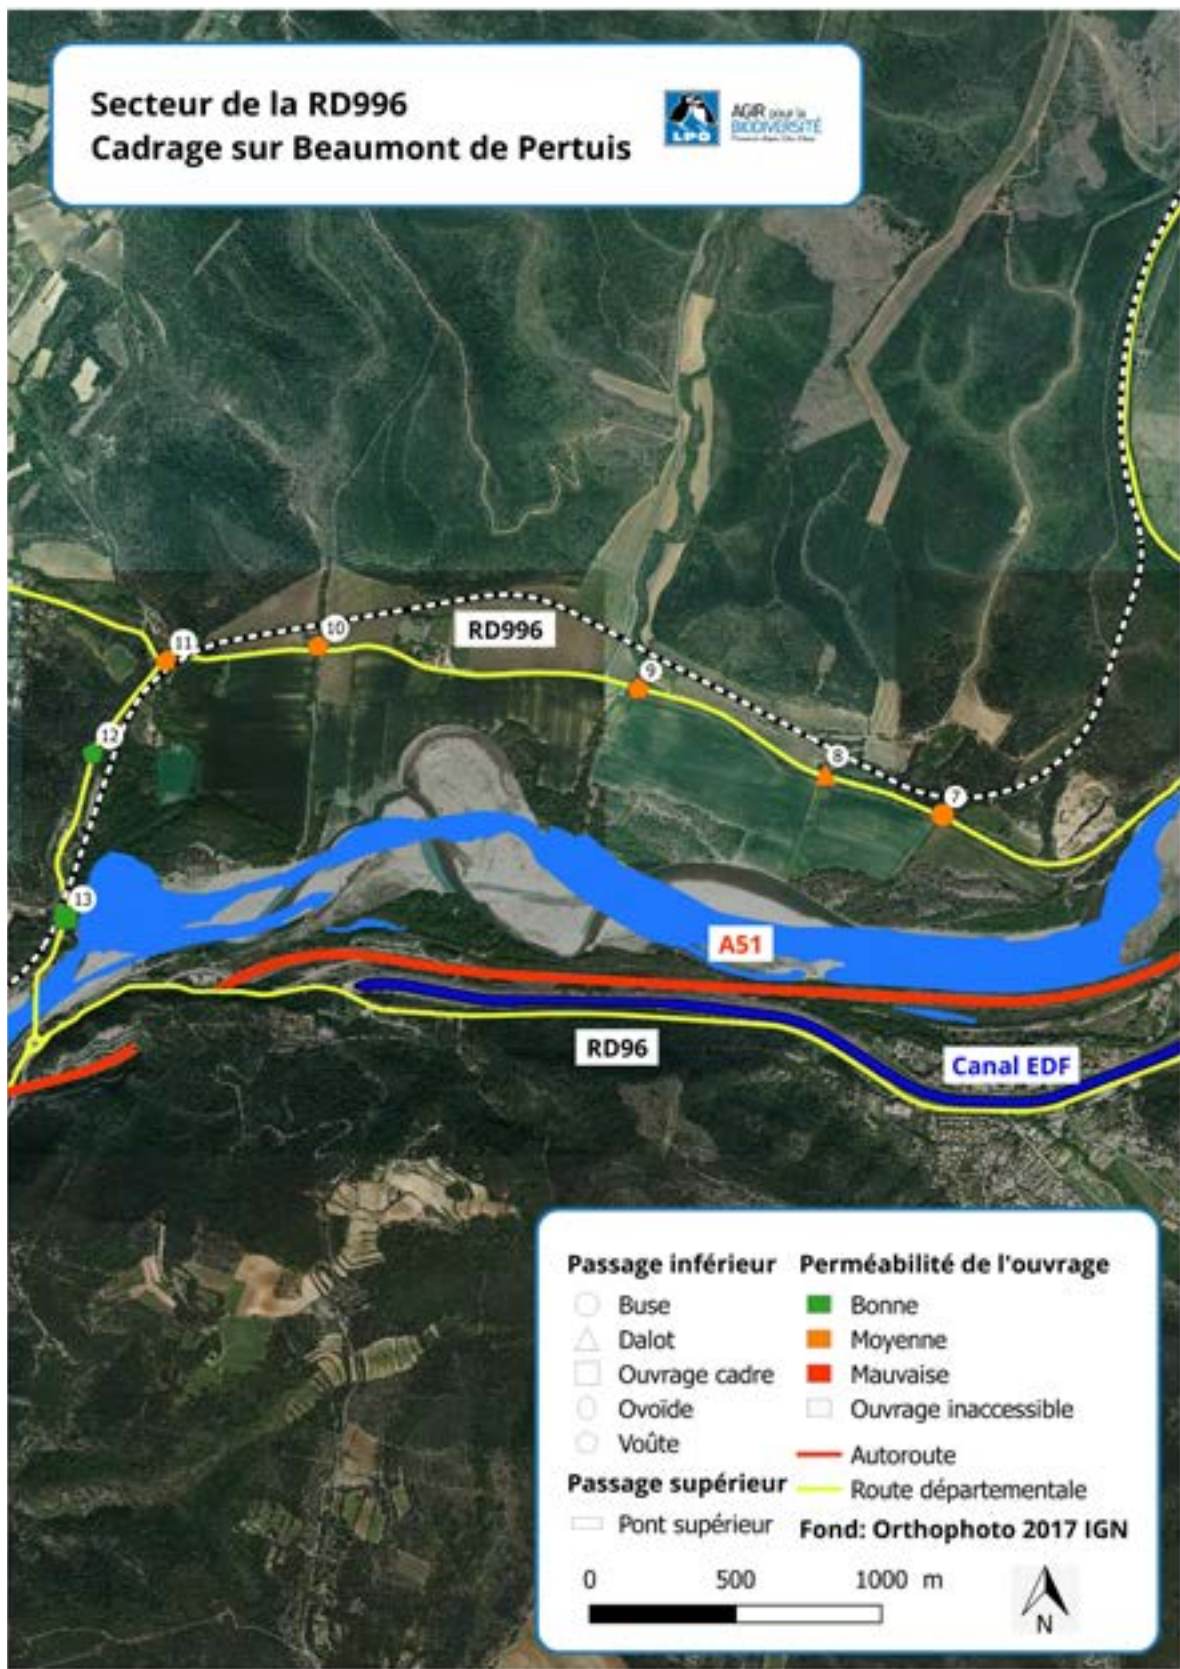 Secteur de la RD996
Cadrage sur Beaumont de Pertuis
LPO
AGIR pour la
BIODIVERSITÉ
11
10
RD996
9
12
8
7
13
A51
RD96
Canal EDF
Passage inférieur
Buse
Dalot
Ouvrage cadre
Ovoïde
Voûte
Passage supérieur
Pont supérieur
Perméabilité de l'ouvrage
Bonne
Moyenne
Mauvaise
Ouvrage inaccessible
Autoroute
Route départementale
Fond: Orthophoto 2017 IGN
0 500 1000 m
N